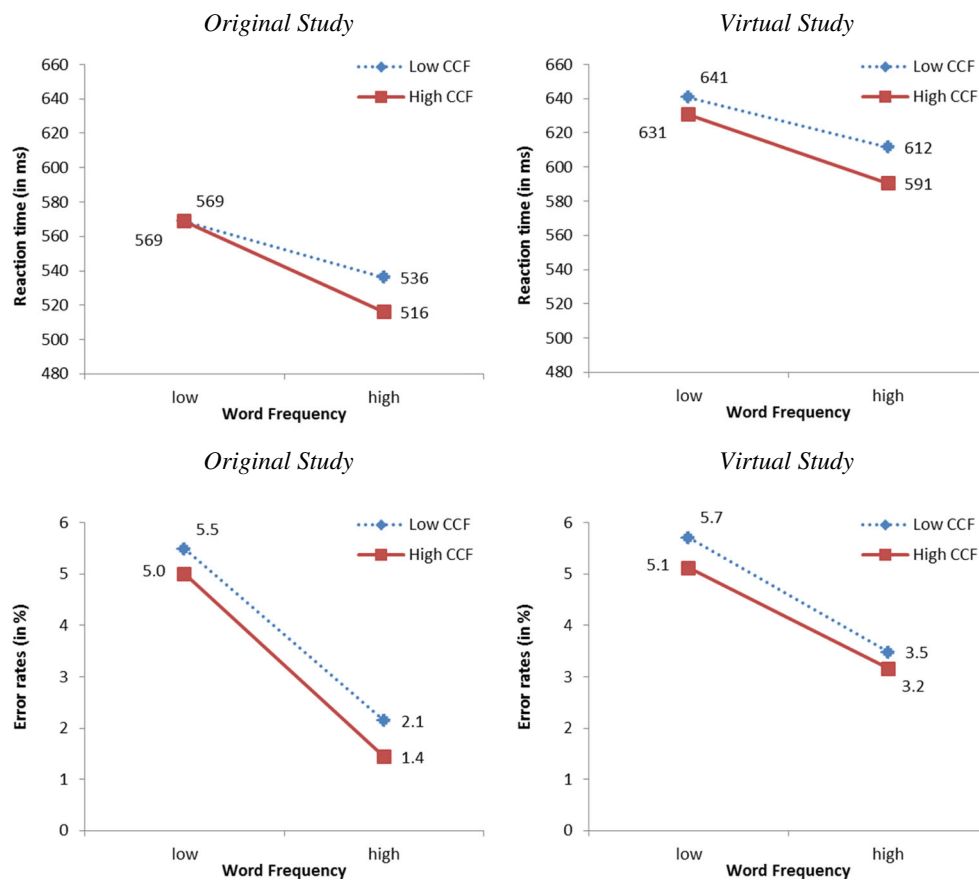 Original Study
660
640
620
600
580
560
540
520
500
480
Reaction time (in ms)
Low CCF
High CCF
569
569
536
516
low
high
Word Frequency
Virtual Study
660
640
620
600
580
560
540
520
500
480
Reaction time (in ms)
Low CCF
High CCF
641
631
612
591
low
high
Word Frequency
Original Study
6
5
4
3
2
1
0
Error rates (in %)
Low CCF
High CCF
5.5
5.0
2.1
1.4
low
high
Word Frequency
Virtual Study
6
5
4
3
2
1
0
Error rates (in %)
Low CCF
High CCF
5.7
5.1
3.5
3.2
low
high
Word Frequency